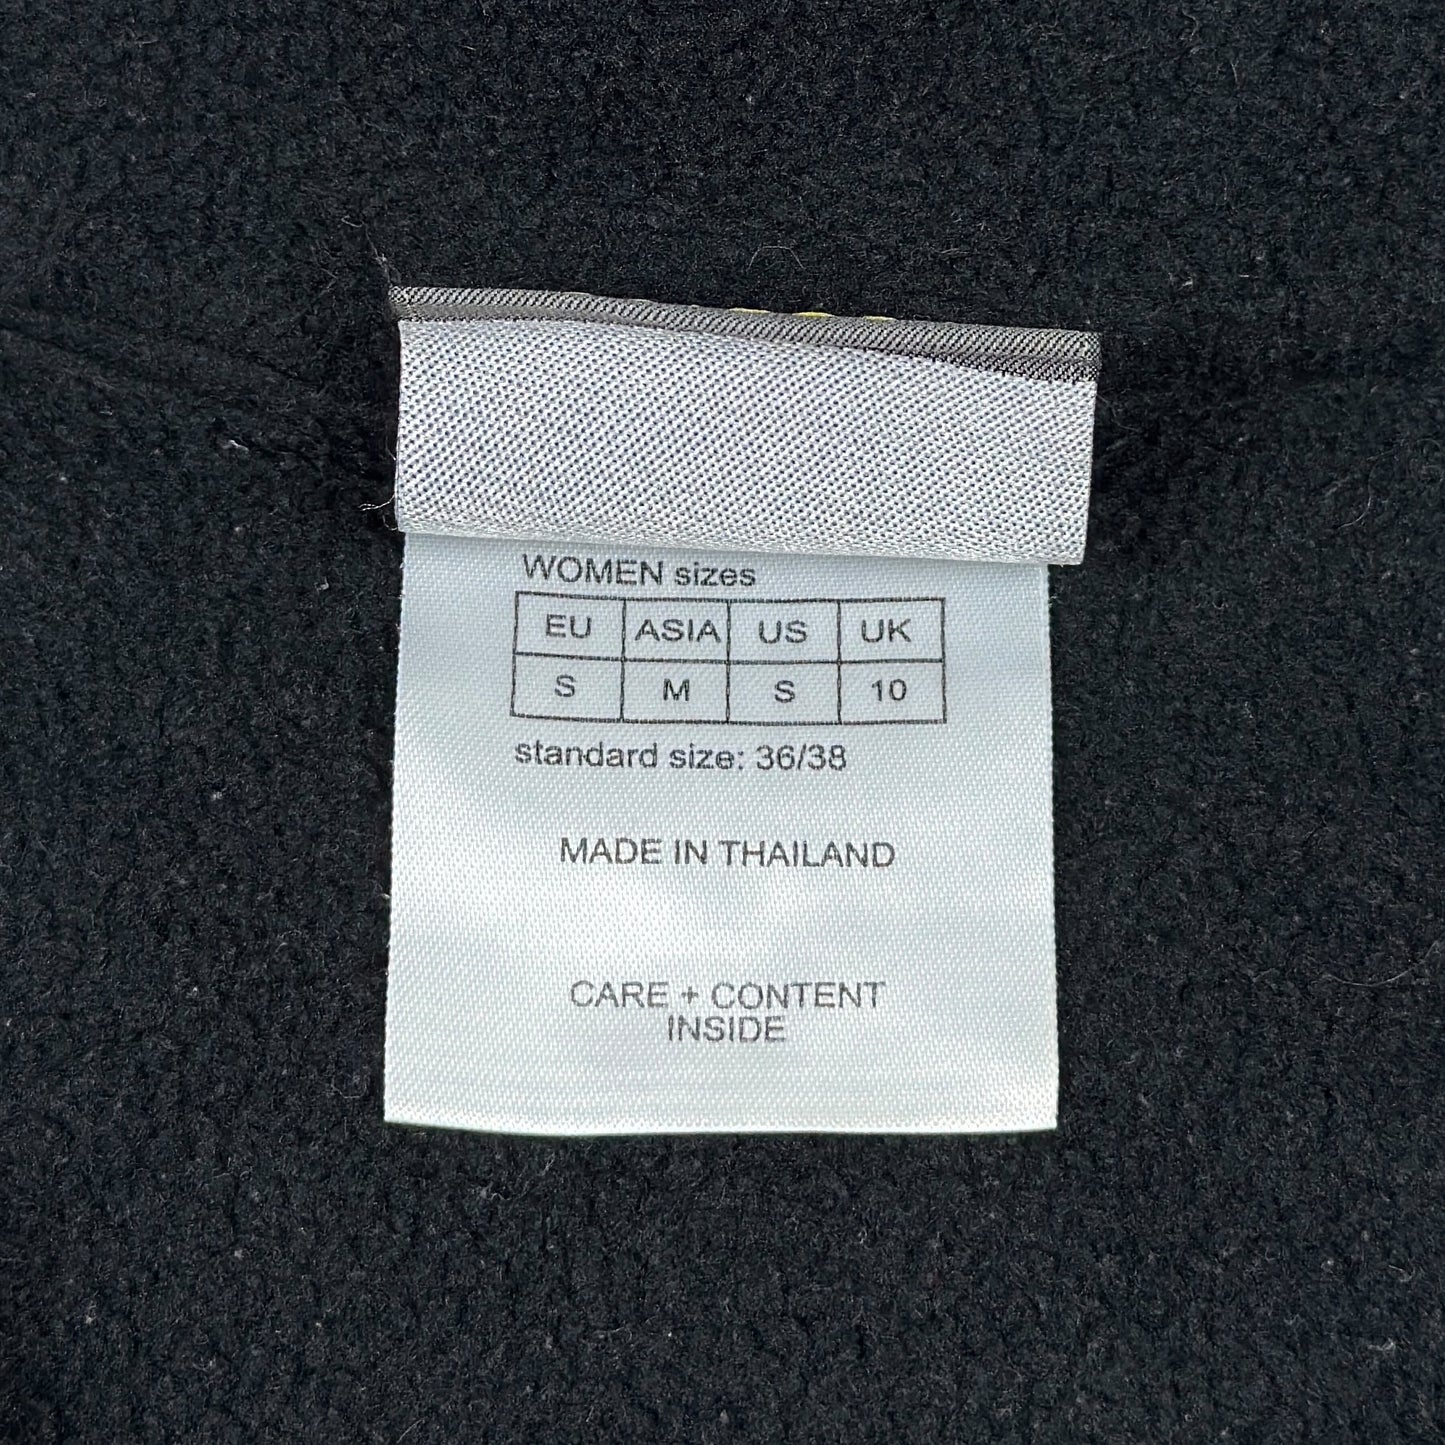 WOMEN sizes
EU ASIA US UK
S M S 10
standard size: 36/38
MADE IN THAILAND
CARE + CONTENT
INSIDE